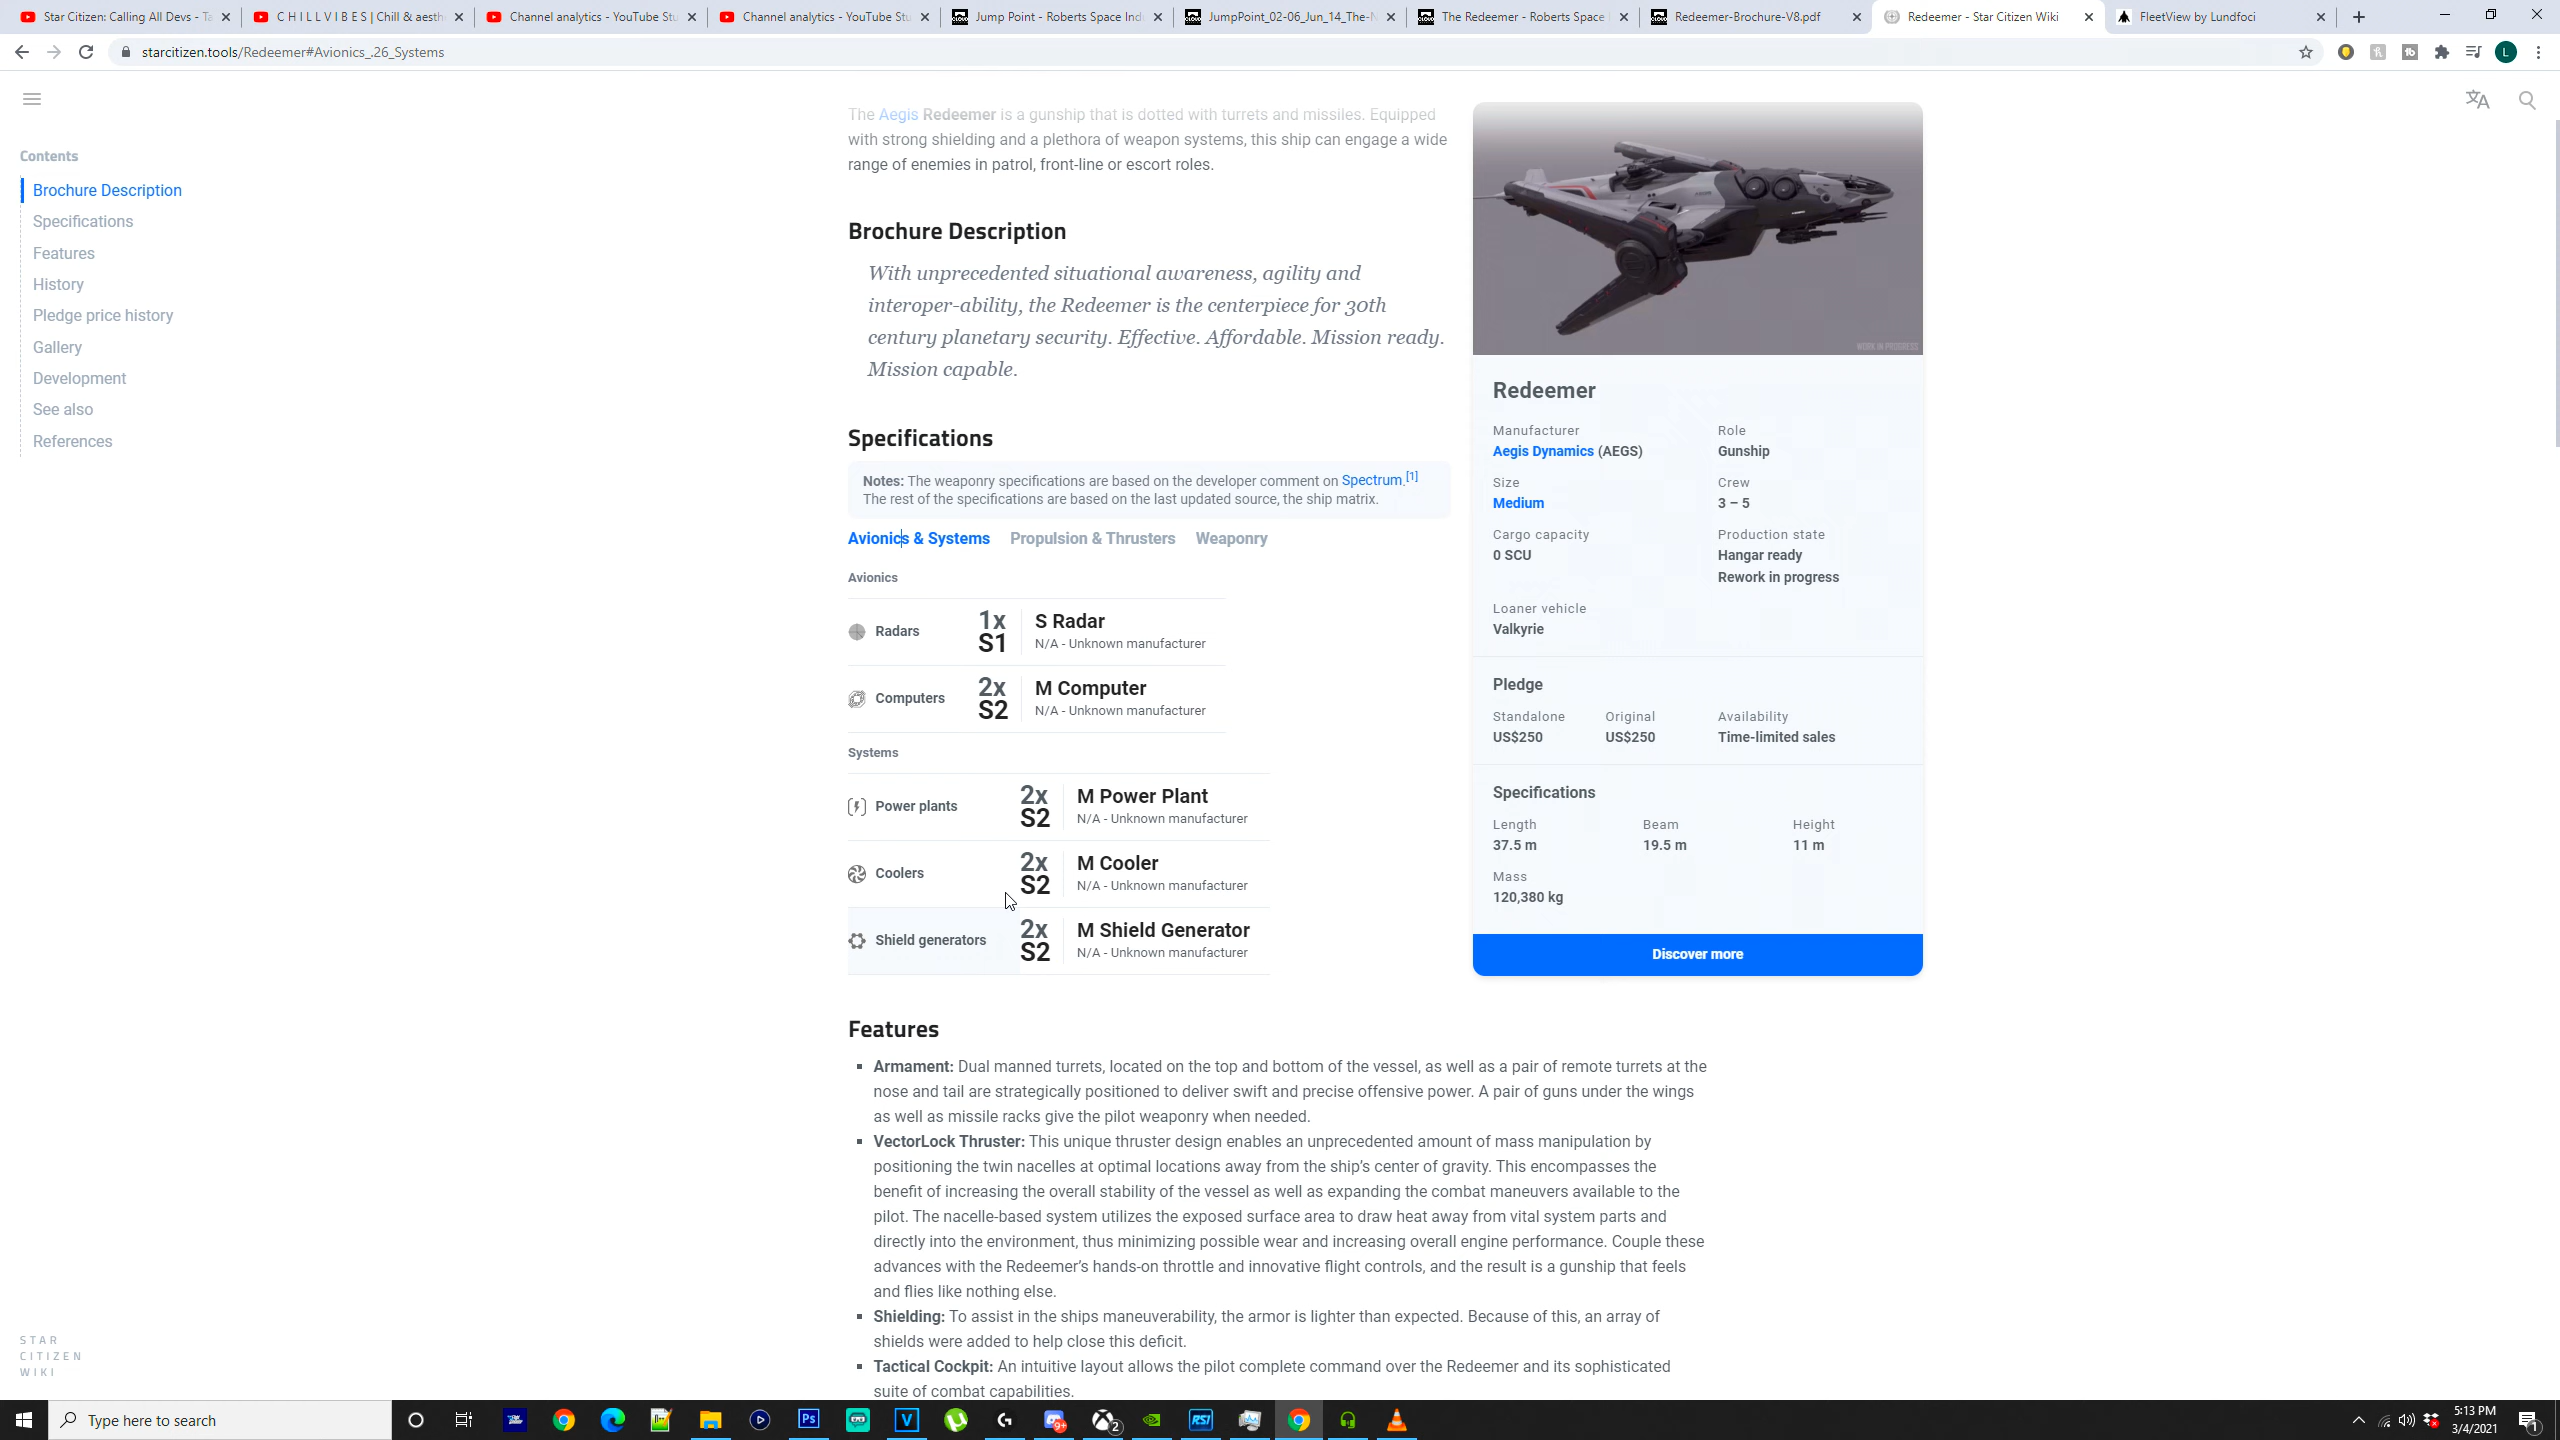 Star Citizen: Calling All Devs - Ta
C H I L L V I B E S | Chill & aesth
Channel analytics - YouTube Stu
Channel analytics - YouTube Stu
Jump Point - Roberts Space Ind
JumpPoint_02-06_Jun_14_The-N
The Redeemer - Roberts Space I
Redeemer-Brochure-V8.pdf
Redeemer - Star Citizen Wiki
FleetView by Lundfoci
starcitizen.tools/Redeemer#Avionics_.26_Systems
L
Contents
Brochure Description
Specifications
Features
History
Pledge price history
Gallery
Development
See also
References
The Aegis Redeemer is a gunship that is dotted with turrets and missiles. Equipped
with strong shielding and a plethora of weapon systems, this ship can engage a wide
range of enemies in patrol, front-line or escort roles.
Brochure Description
With unprecedented situational awareness, agility and
interoper-ability, the Redeemer is the centerpiece for 30th
century planetary security. Effective. Affordable. Mission ready.
Mission capable.
Specifications
Notes: The weaponry specifications are based on the developer comment on Spectrum.[1]
The rest of the specifications are based on the last updated source, the ship matrix.
Avionics & Systems Propulsion & Thrusters Weaponry
Avionics
Radars 1x S1 S Radar
N/A - Unknown manufacturer
Computers 2x S2 M Computer
N/A - Unknown manufacturer
Systems
Power plants 2x S2 M Power Plant
N/A - Unknown manufacturer
Coolers 2x S2 M Cooler
N/A - Unknown manufacturer
Shield generators 2x S2 M Shield Generator
N/A - Unknown manufacturer
WORK IN PROGRESS
Redeemer
Manufacturer Role
Aegis Dynamics (AEGS) Gunship
Size Crew
Medium 3 – 5
Cargo capacity Production state
0 SCU Hangar ready
Rework in progress
Loaner vehicle
Valkyrie
Pledge
Standalone Original Availability
US$250 US$250 Time-limited sales
Specifications
Length Beam Height
37.5 m 19.5 m 11 m
Mass
120,380 kg
Discover more
Features
Armament: Dual manned turrets, located on the top and bottom of the vessel, as well as a pair of remote turrets at the
nose and tail are strategically positioned to deliver swift and precise offensive power. A pair of guns under the wings
as well as missile racks give the pilot weaponry when needed.
VectorLock Thruster: This unique thruster design enables an unprecedented amount of mass manipulation by
positioning the twin nacelles at optimal locations away from the ship's center of gravity. This encompasses the
benefit of increasing the overall stability of the vessel as well as expanding the combat maneuvers available to the
pilot. The nacelle-based system utilizes the exposed surface area to draw heat away from vital system parts and
directly into the environment, thus minimizing possible wear and increasing overall engine performance. Couple these
advances with the Redeemer's hands-on throttle and innovative flight controls, and the result is a gunship that feels
and flies like nothing else.
Shielding: To assist in the ships maneuverability, the armor is lighter than expected. Because of this, an array of
shields were added to help close this deficit.
Tactical Cockpit: An intuitive layout allows the pilot complete command over the Redeemer and its sophisticated
suite of combat capabilities.
STAR
CITIZEN
WIKI
Type here to search
Ps
V
9+
2
RSI
5:13 PM
3/4/2021
1